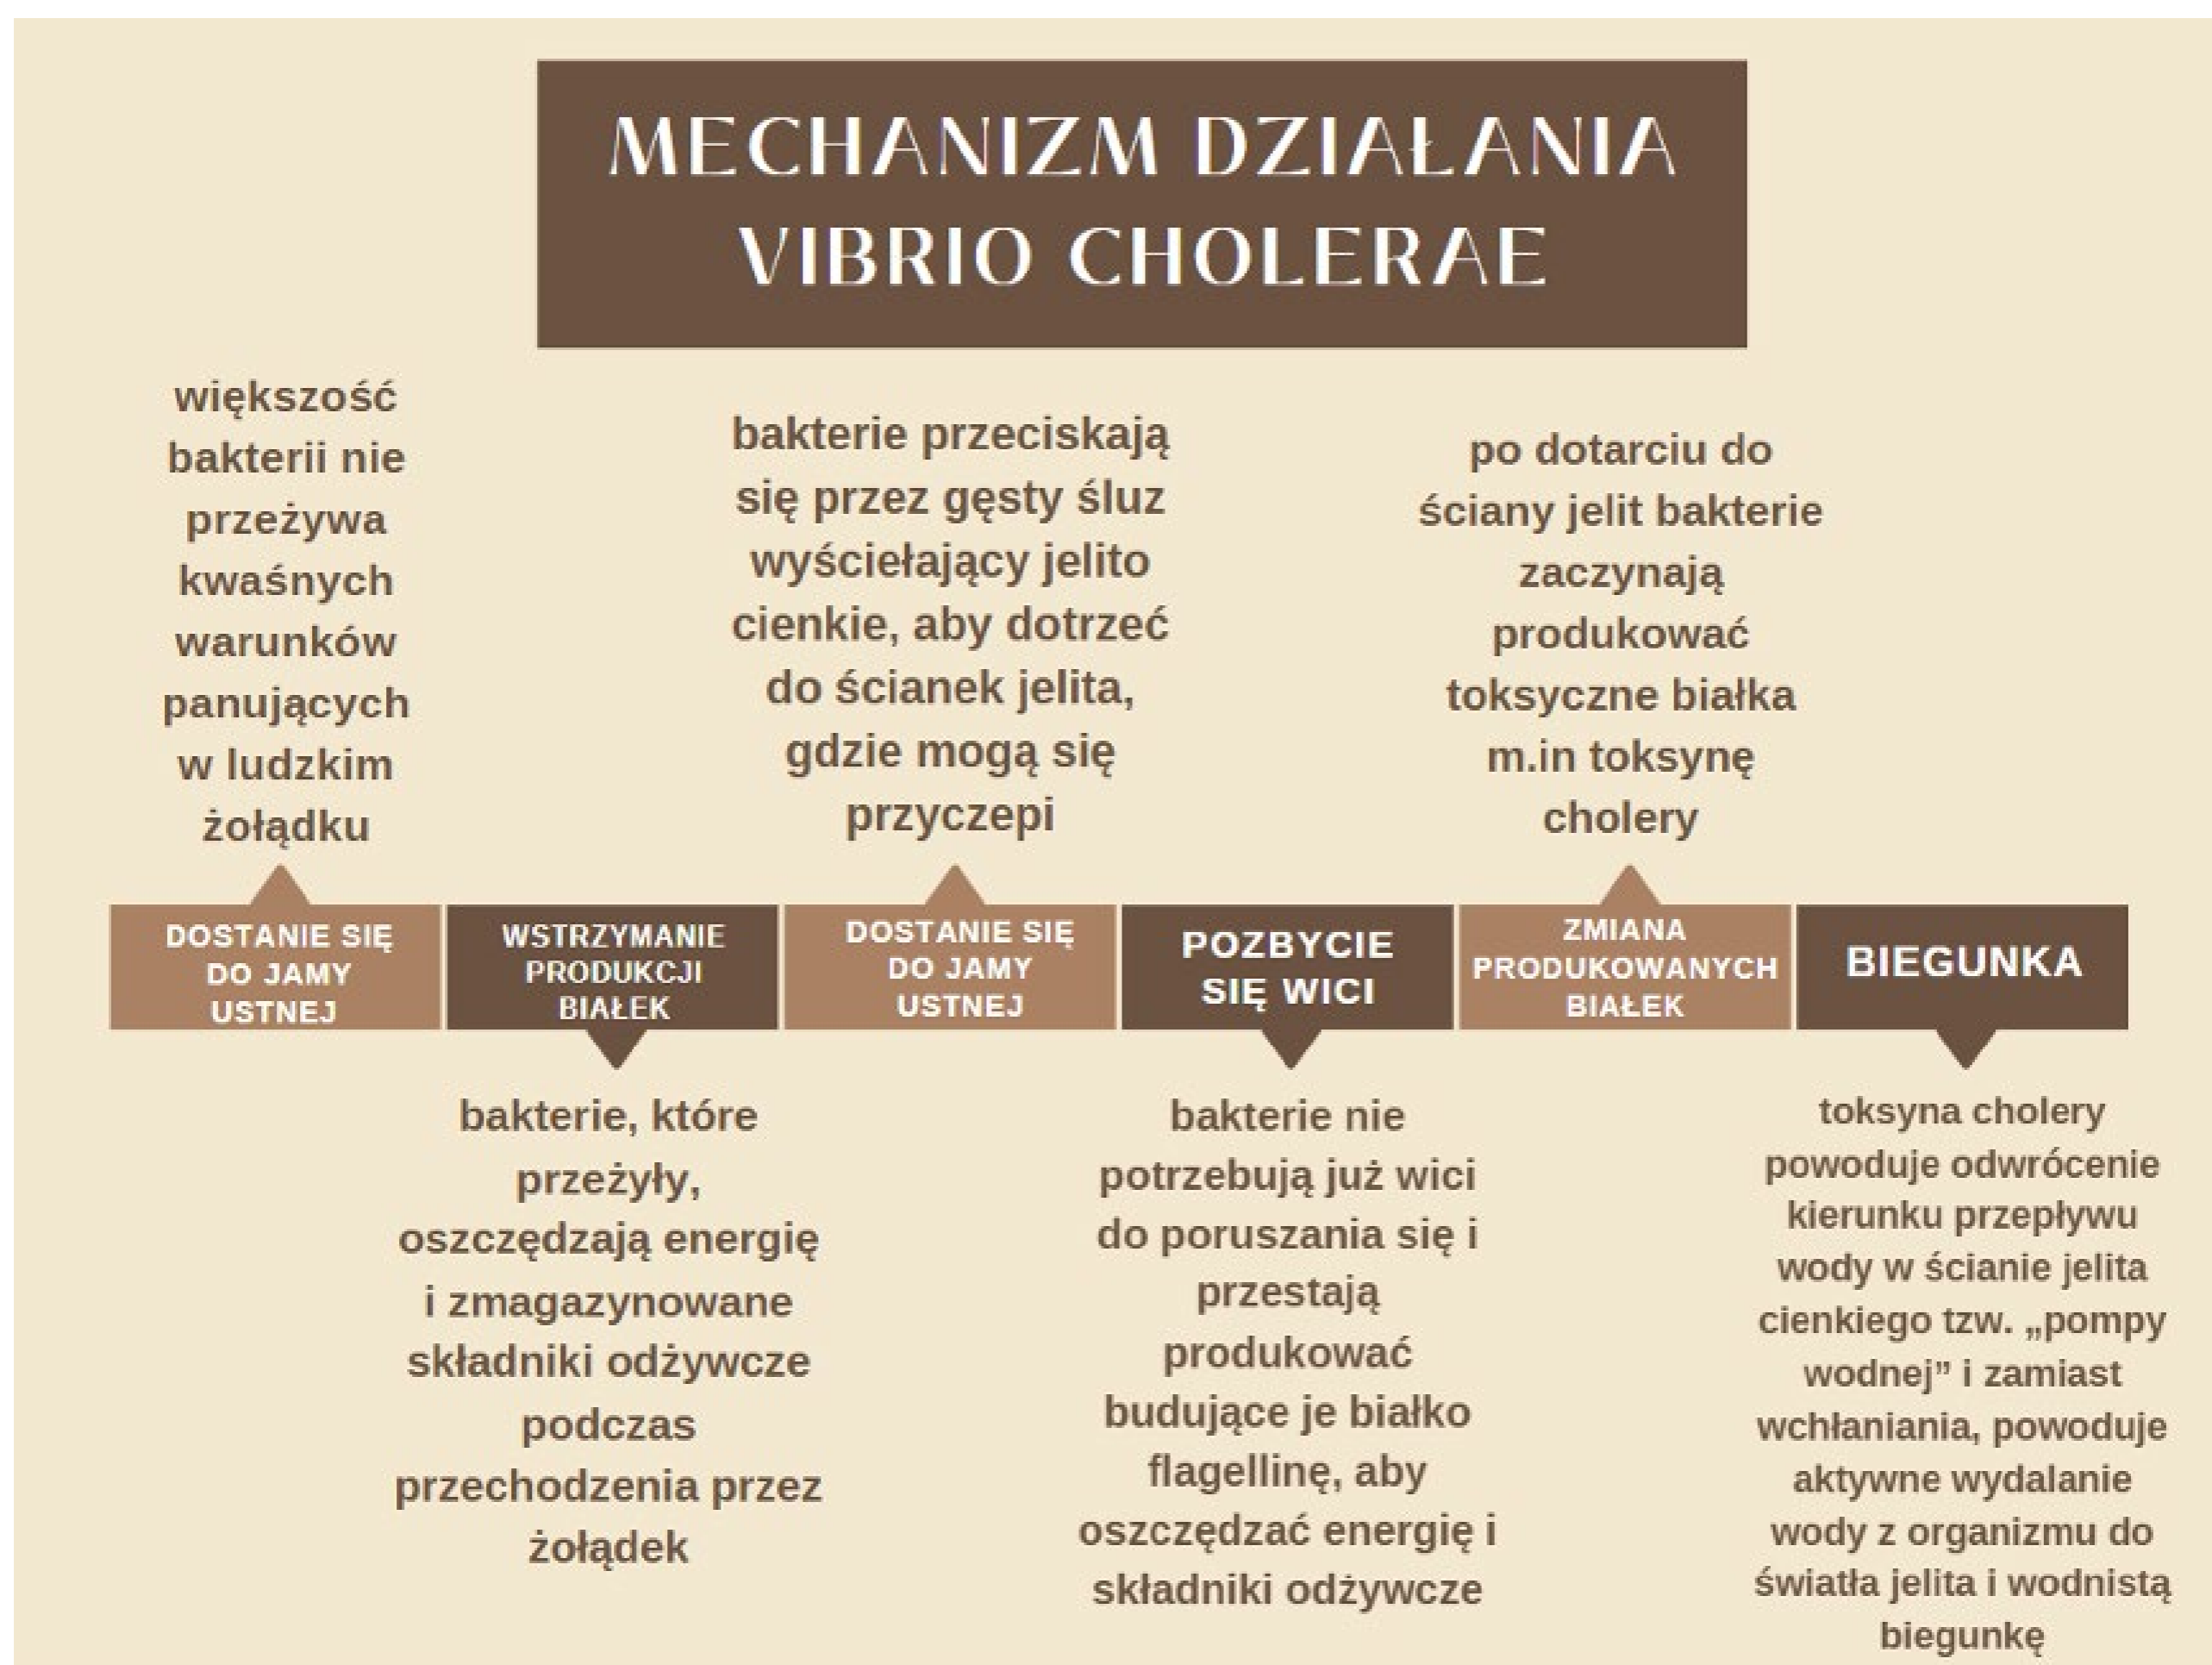 MECHANIZM DZIAŁANIA
VIBRIO CHOLERAE
większość
bakterii nie
przeżywa
kwaśnych
warunków
panujących
w ludzkim
żołądku
bakterie przeciskają
się przez gęsty śluz
wyściełający jelito
cienkie, aby dotrzeć
do ścianek jelita,
gdzie mogą się
przyczepi
po dotarciu do
ściany jelit bakterie
zaczynają
produkować
toksyczne białka
m.in toksynę
cholery
DOSTANIE SIĘ
DO JAMY
USTNEJ
WSTRZYMANIE
PRODUKCJI
BIAŁEK
DOSTANIE SIĘ
DO JAMY
USTNEJ
POZBYCIE
SIĘ WICI
ZMIANA
PRODUKOWANYCH
BIAŁEK
BIEGUNKA
bakterie, które
przeżyły,
oszczędzają energię
i zmagazynowane
składniki odżywcze
podczas
przechodzenia przez
żołądek
bakterie nie
potrzebują już wici
do poruszania się i
przestają
produkować
budujące je białko
flagellinę, aby
oszczędzać energię i
składniki odżywcze
toksyna cholery
powoduje odwrócenie
kierunku przepływu
wody w ścianie jelita
cienkiego tzw. „pompy
wodnej” i zamiast
wchłaniania, powoduje
aktywne wydalanie
wody z organizmu do
światła jelita i wodnistą
biegunkę